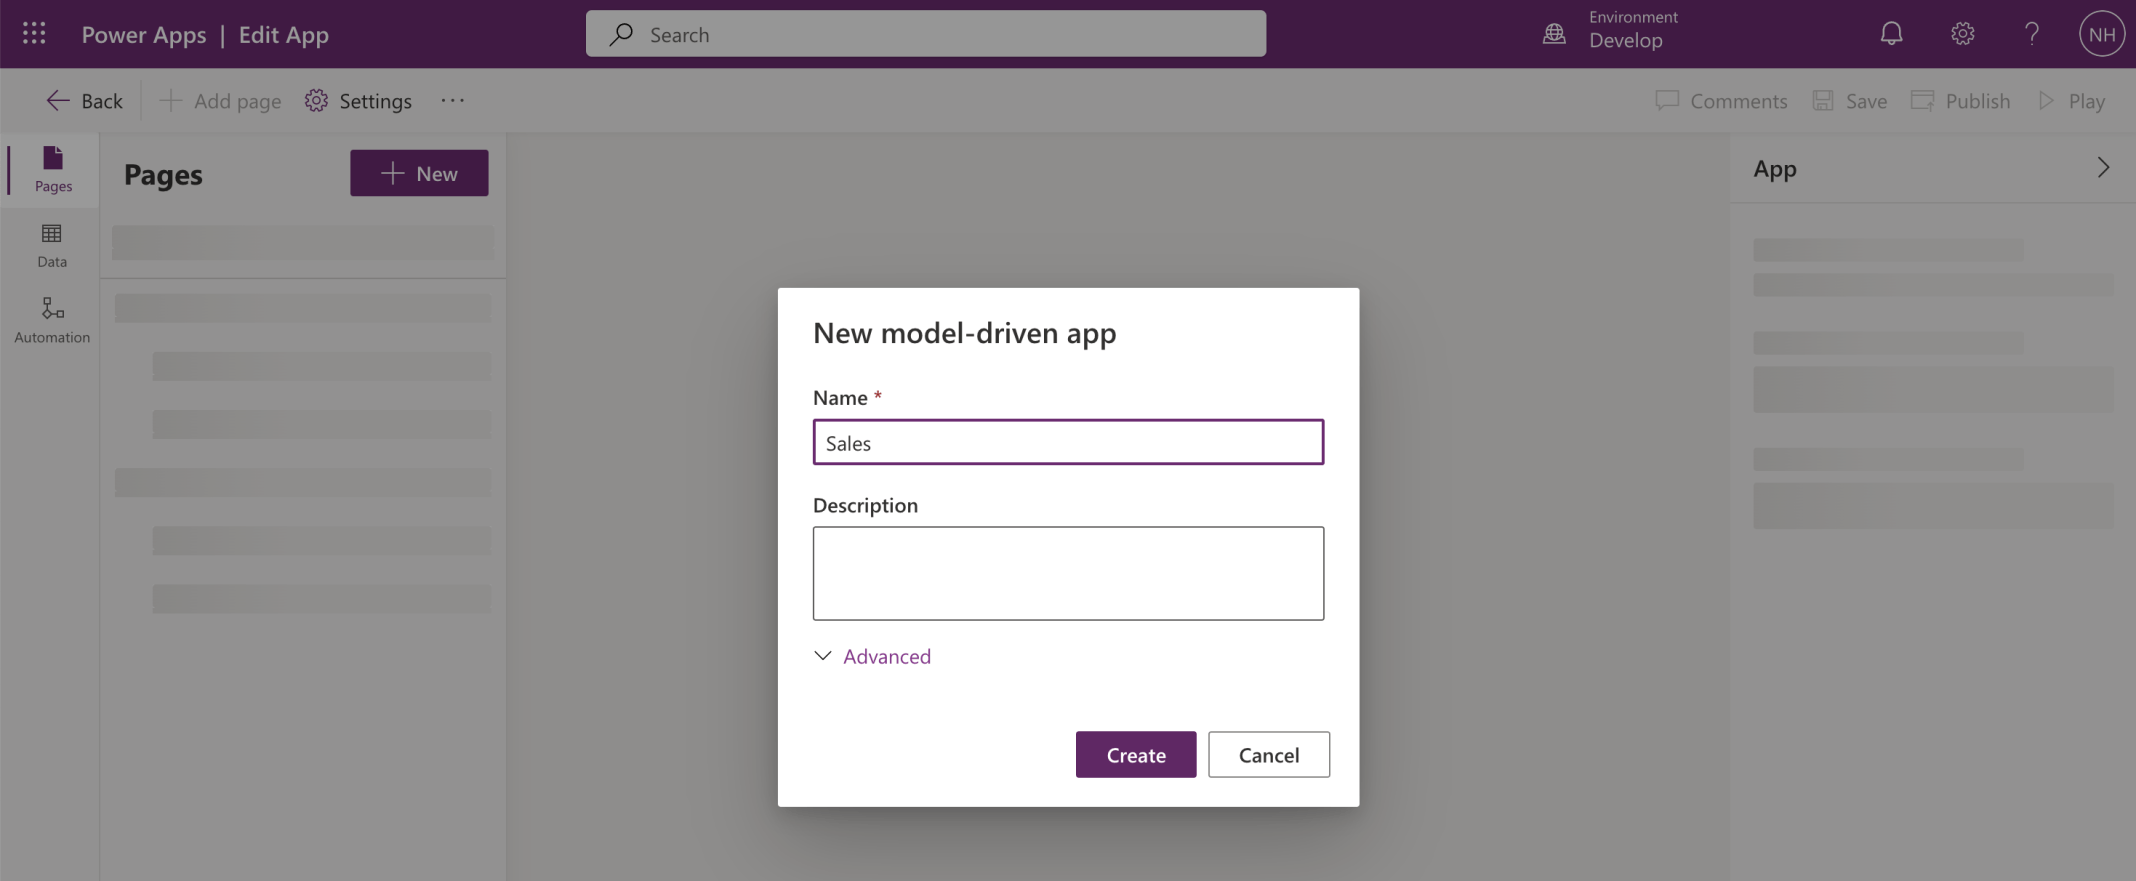 Power Apps | Edit App
Search
Environment
Develop
NH
Back
Add page
Settings
Comments
Save
Publish
Play
Pages
Data
Automation
Pages
New
App
New model-driven app
Name *
Sales
Description
Advanced
Create
Cancel